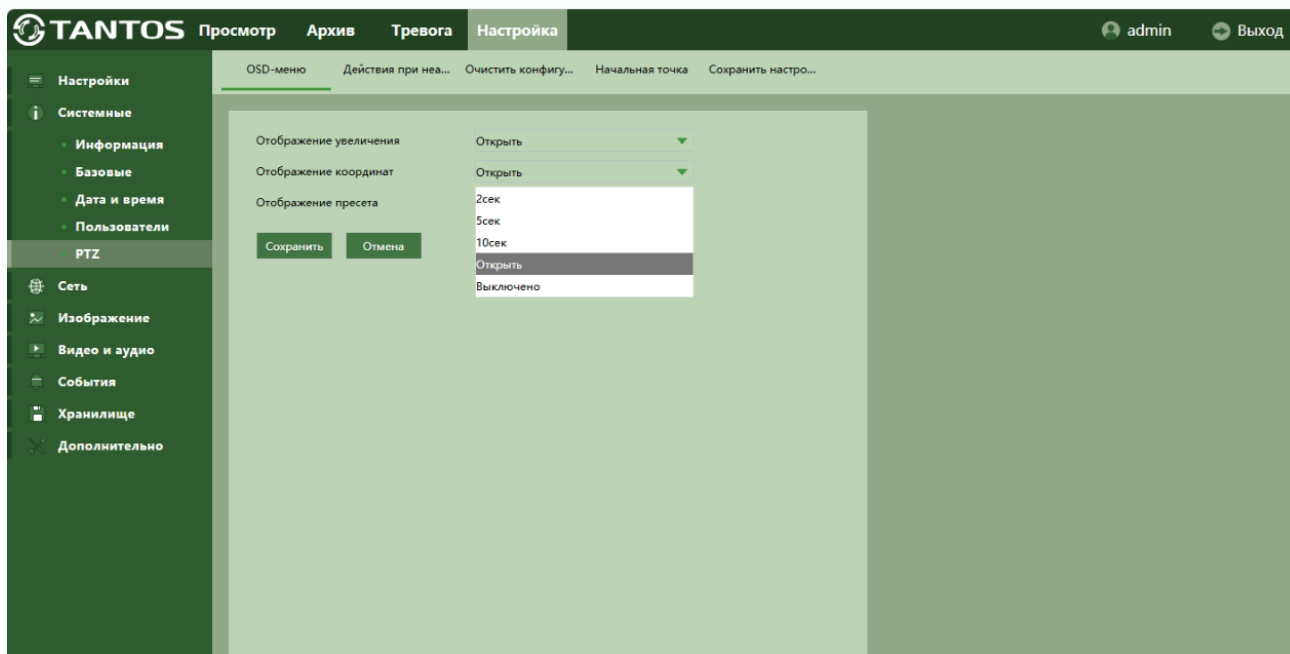 TANTOS Просмотр Архив Тревога Настройка admin Выход
OSD-меню Действия при неа... Очистить конфигу... Начальная точка Сохранить настро...
Настройки
Системные
Информация
Базовые
Дата и время
Пользователи
PTZ
Сеть
Изображение
Видео и аудио
События
Хранилище
Дополнительно
Отображение увеличения Открыть
Отображение координат Открыть
Отображение пресета
2сек
5сек
10сек
Открыть
Выключено
Сохранить Отмена